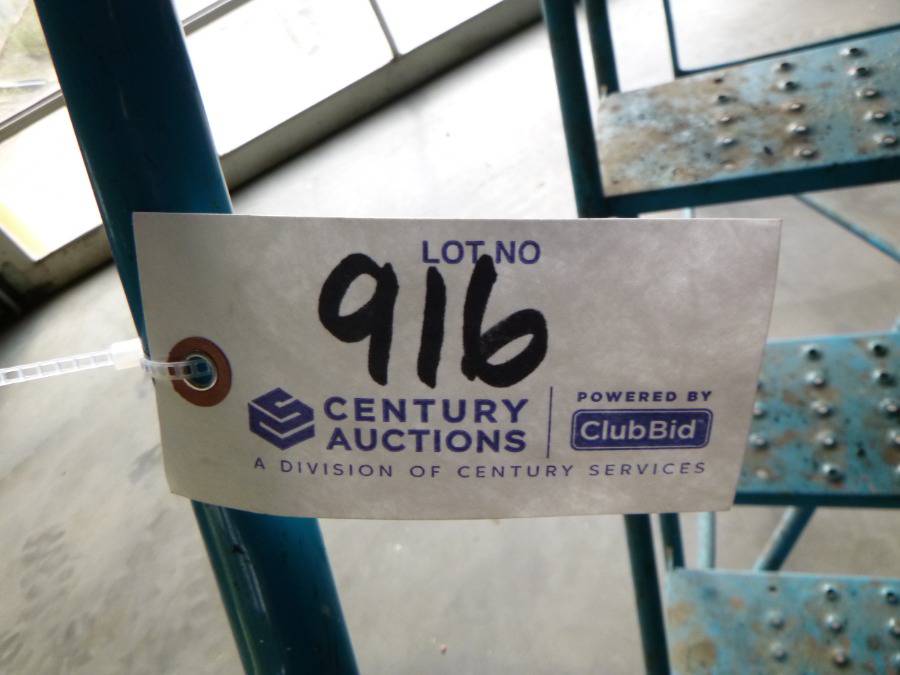 LOT NO
916
CENTURY
AUCTIONS
POWERED BY
ClubBid
A DIVISION OF CENTURY SERVICES